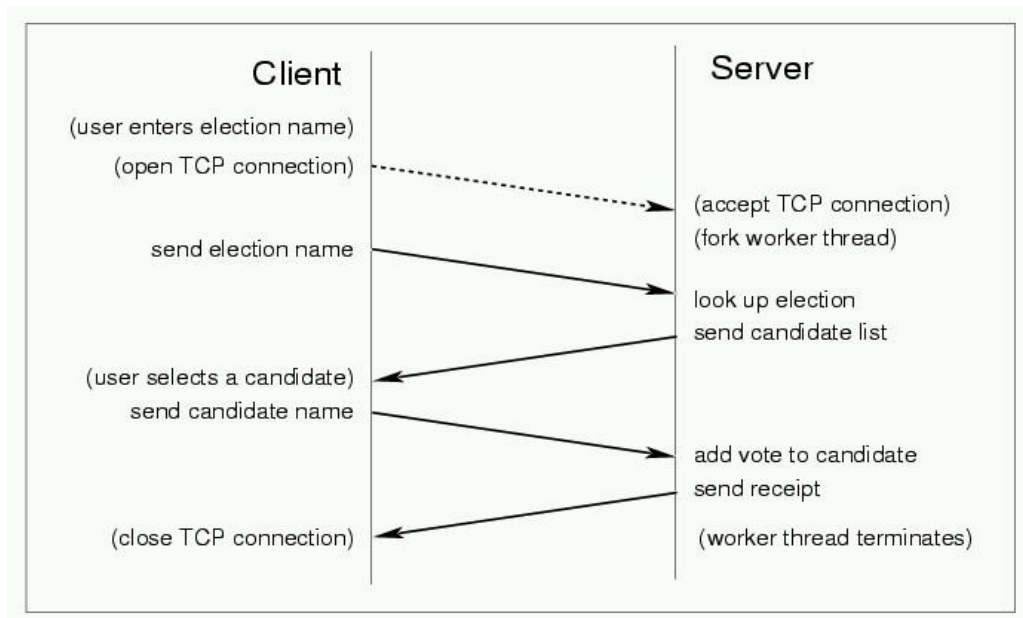 Client
Server
(user enters election name)
(open TCP connection)
(accept TCP connection)
(fork worker thread)
send election name
look up election
send candidate list
(user selects a candidate)
send candidate name
add vote to candidate
send receipt
(close TCP connection)
(worker thread terminates)